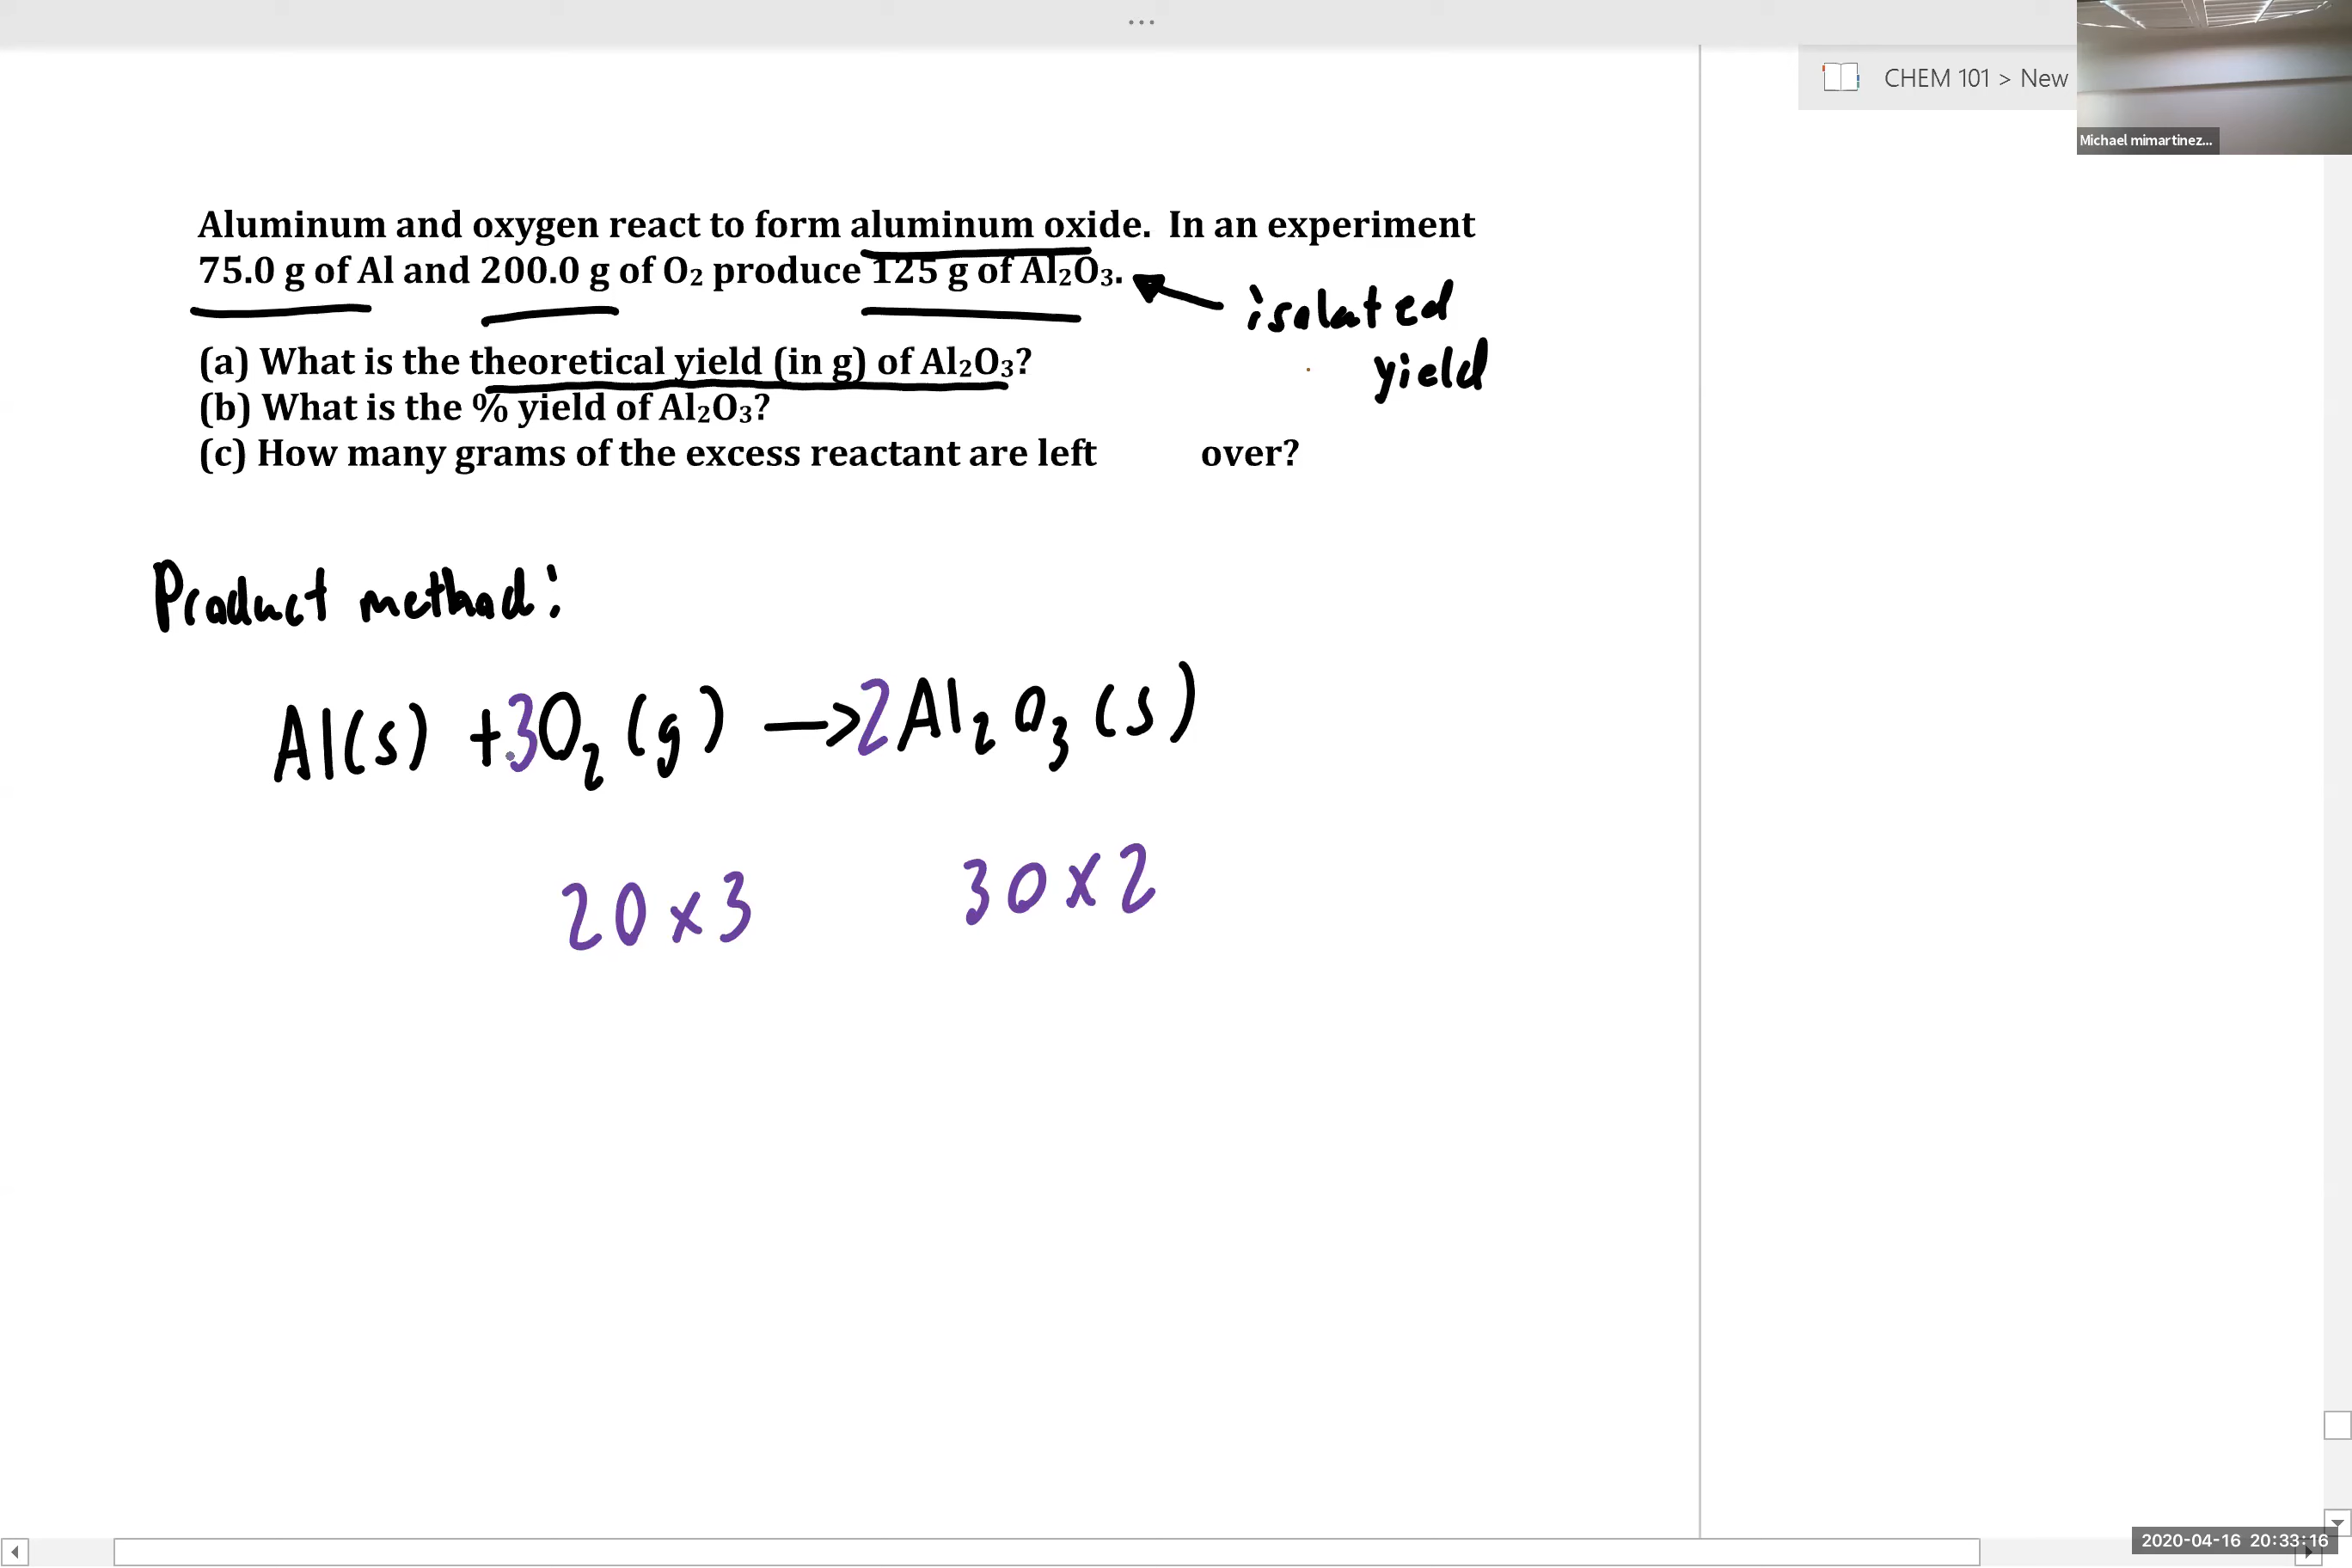 ...
CHEM 101 > New
Michael mimartinez...
Aluminum and oxygen react to form aluminum oxide. In an experiment
75.0 g of Al and 200.0 g of O₂ produce 125 g of Al₂O₃.
isolated
yield
(a) What is the theoretical yield (in g) of Al₂O₃?
(b) What is the % yield of Al₂O₃?
(c) How many grams of the excess reactant are left over?
Product method:
Al(s) + 3O₂(g) → 2Al₂O₃(s)
2O x 3 3O x 2
2020-04-16 20:33:16